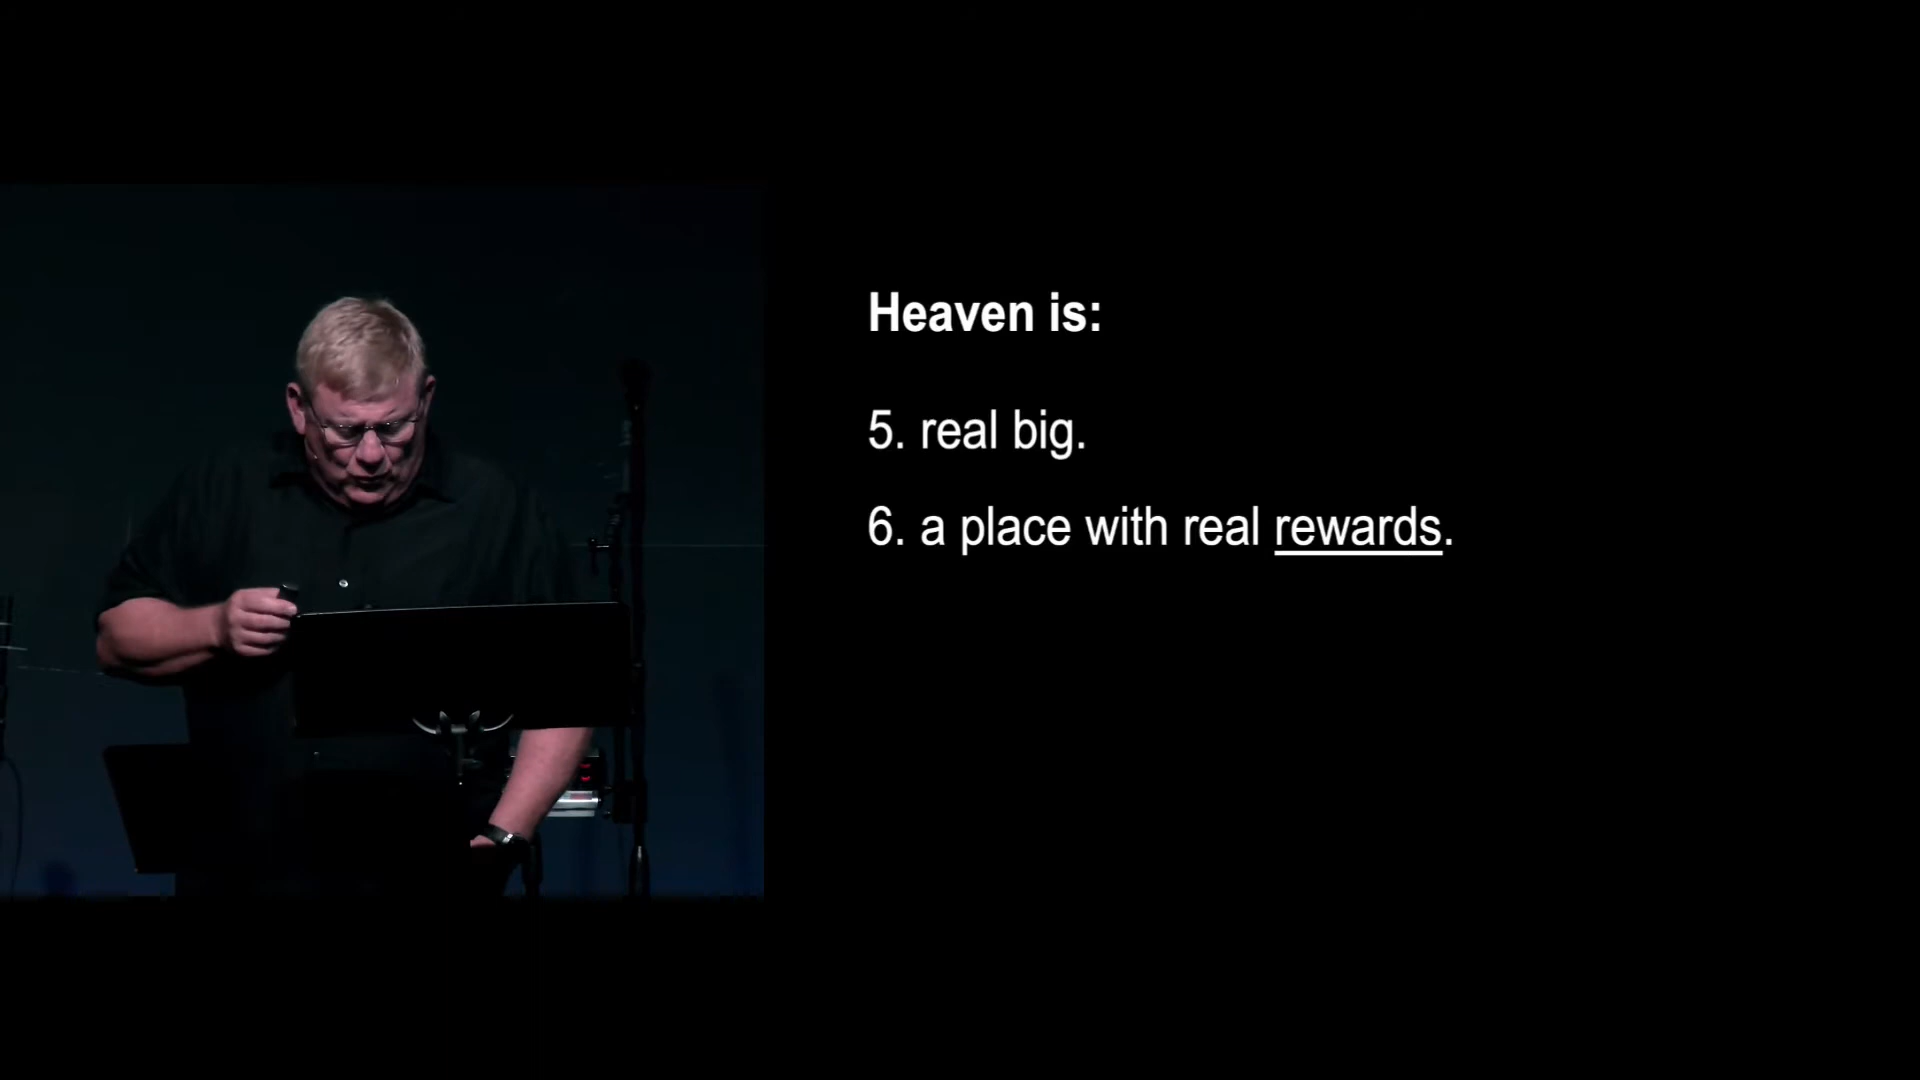 Heaven is:
5. real big.
6. a place with real rewards.